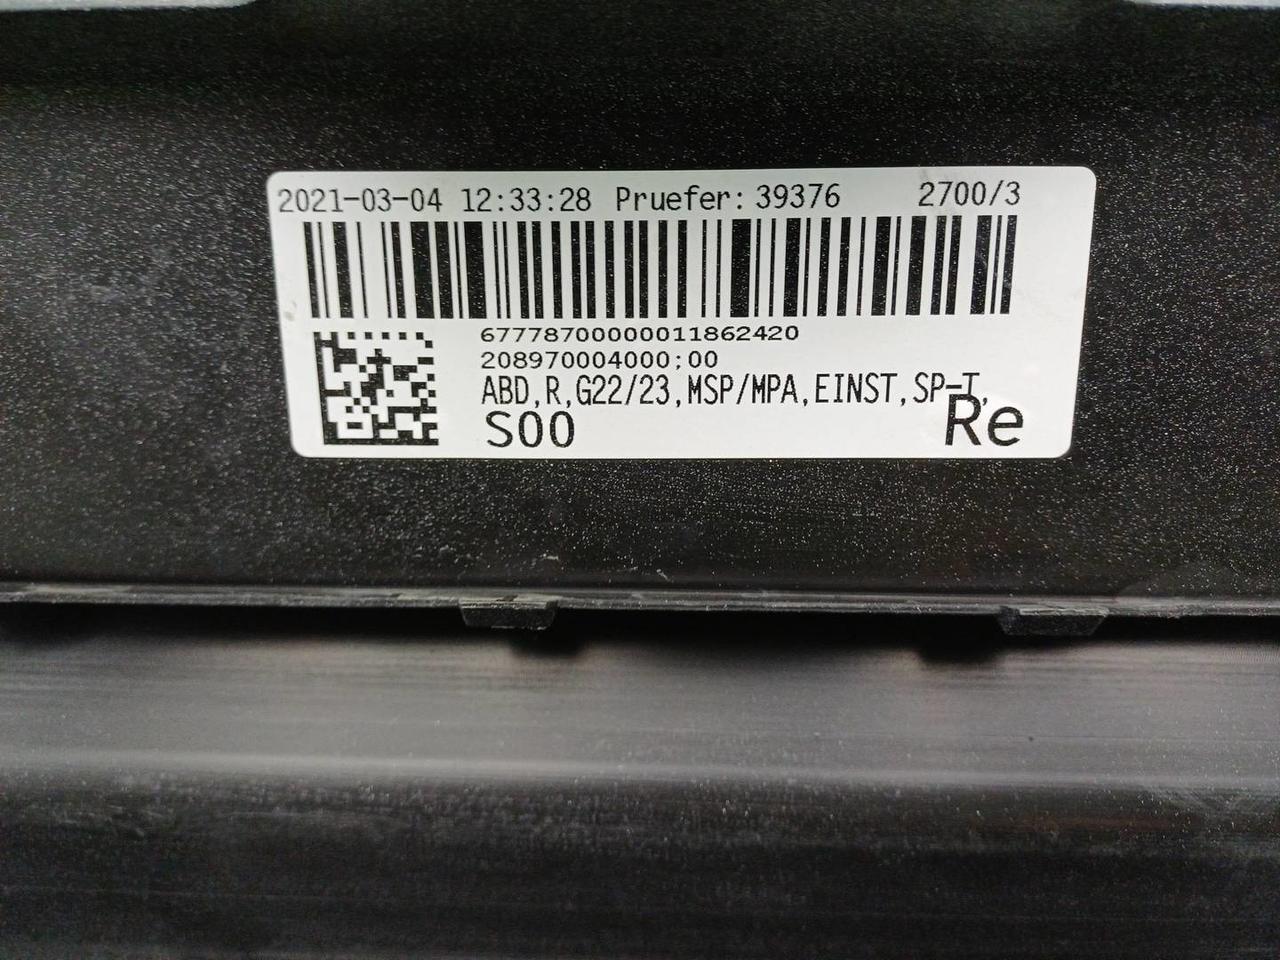 2021-03-04 12:33:28 Pruefer: 39376 2700/3
67778700000011862420
208970004000;00
ABD,R,G22/23,MSP/MPA,EINST,SP-T,
S00 Re